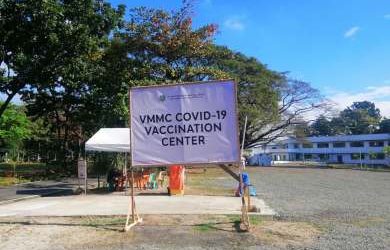 VMMC COVID-19
VACCINATION
CENTER